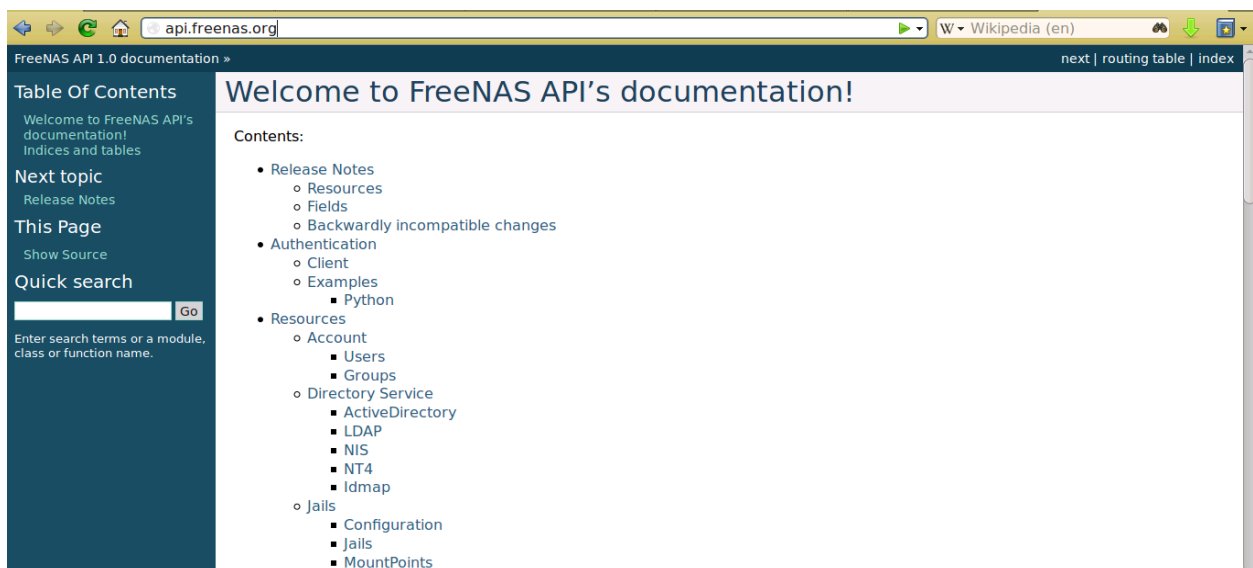 api.freenas.org
W Wikipedia (en)
FreeNAS API 1.0 documentation »
next | routing table | index
Table Of Contents
Welcome to FreeNAS API’s
documentation!
Indices and tables
Next topic
Release Notes
This Page
Show Source
Quick search
Go
Enter search terms or a module,
class or function name.
Welcome to FreeNAS API’s documentation!
Contents:
Release Notes
Resources
Fields
Backwardly incompatible changes
Authentication
Client
Examples
Python
Resources
Account
Users
Groups
Directory Service
ActiveDirectory
LDAP
NIS
NT4
Idmap
Jails
Configuration
Jails
MountPoints